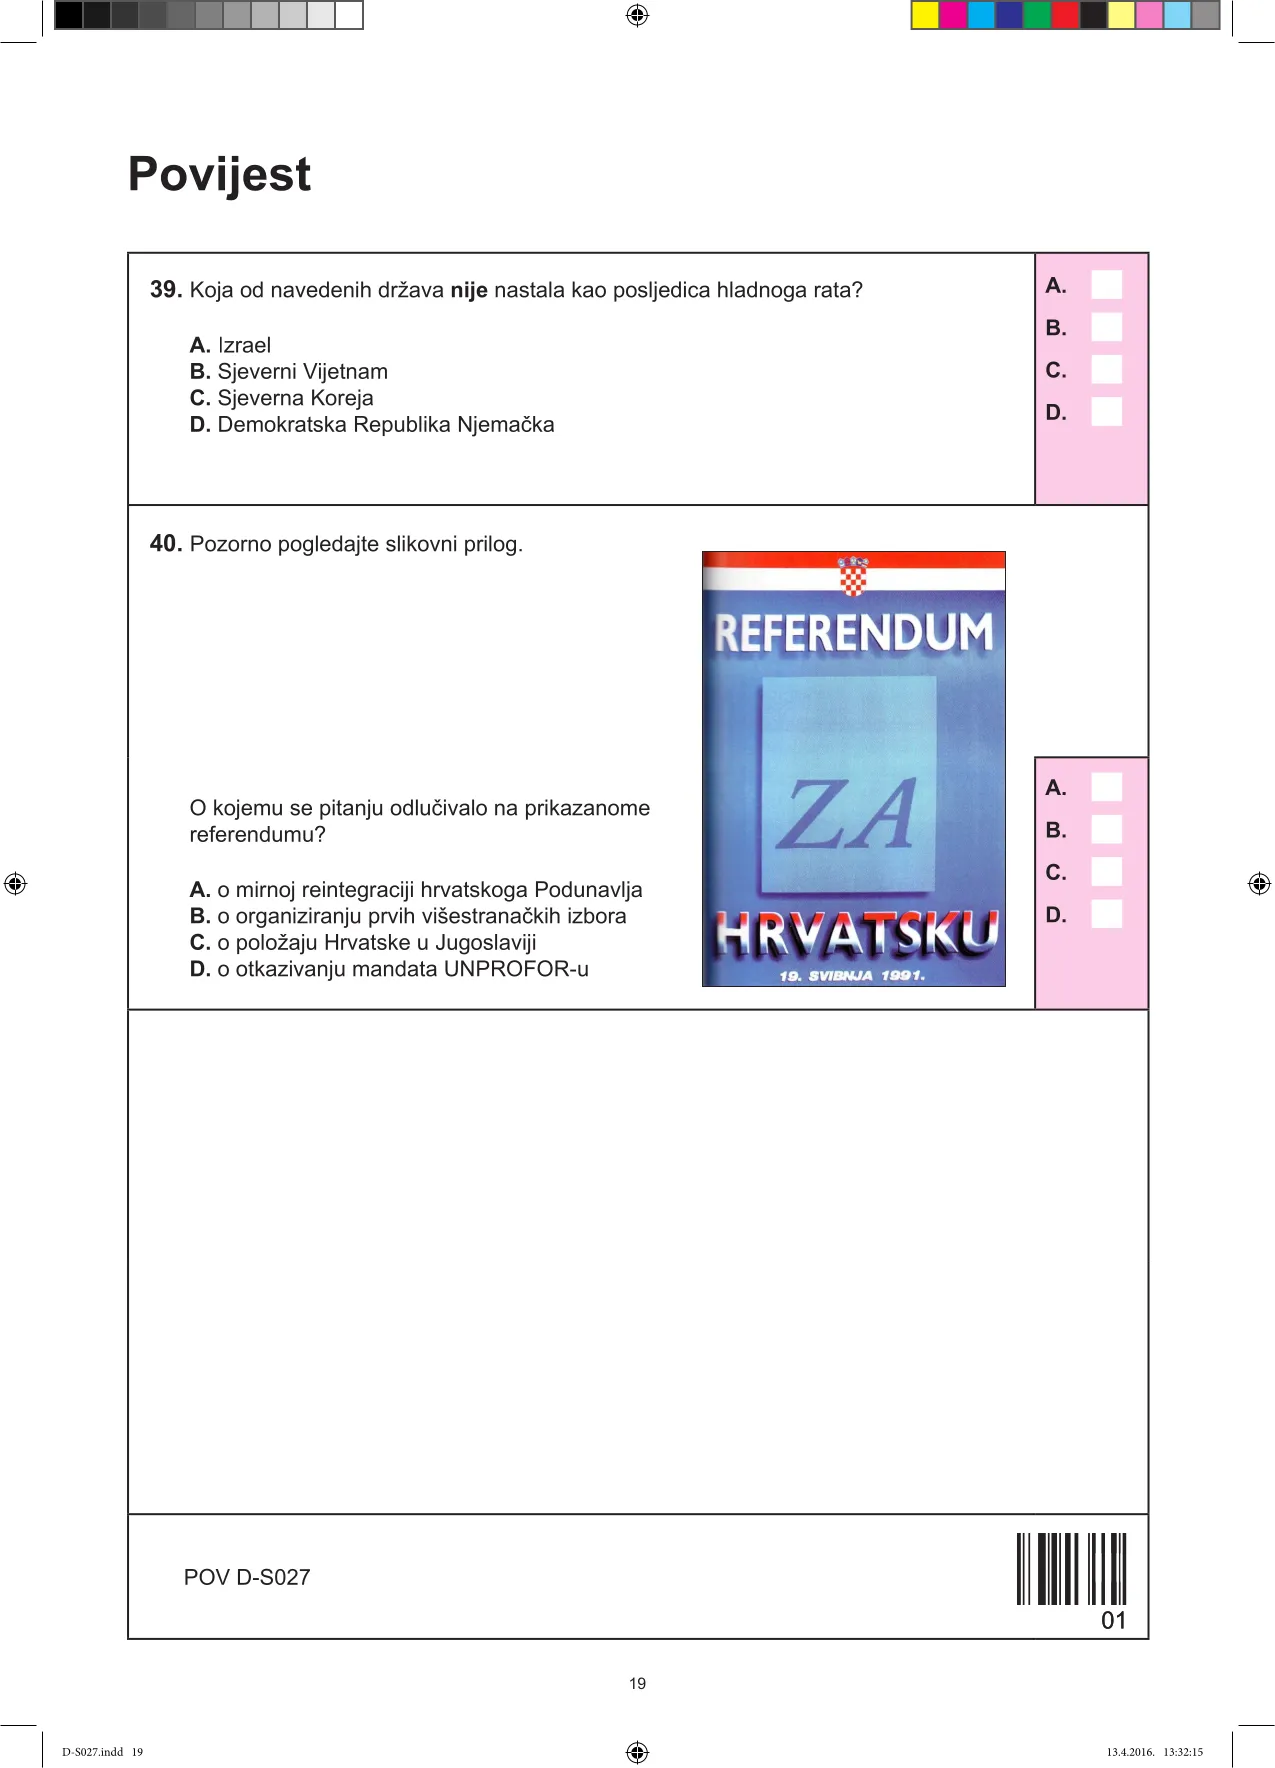 Povijest
39. Koja od navedenih država nije nastala kao posljedica hladnoga rata?
A. Izrael
B. Sjeverni Vijetnam
C. Sjeverna Koreja
D. Demokratska Republika Njemačka
A.
B.
C.
D.
40. Pozorno pogledajte slikovni prilog.
REFERENDUM
ZA
HRVATSKU
19. SVIBNJA 1991.
O kojemu se pitanju odlučivalo na prikazanome
referendumu?
A. o mirnoj reintegraciji hrvatskoga Podunavlja
B. o organiziranju prvih višestranačkih izbora
C. o položaju Hrvatske u Jugoslaviji
D. o otkazivanju mandata UNPROFOR-u
A.
B.
C.
D.
POV D-S027
01
19
D-S027.indd 19
13.4.2016. 13:32:15